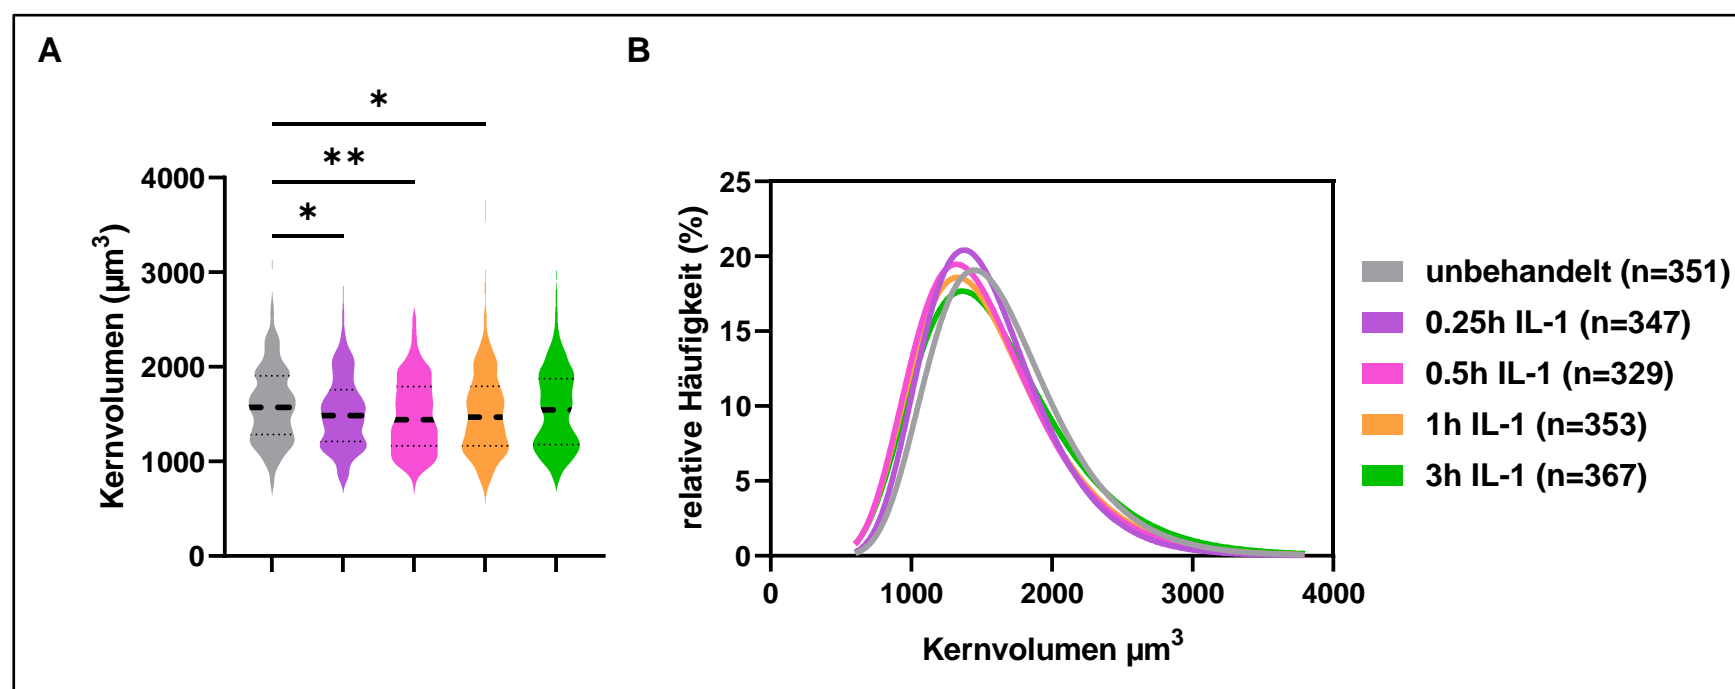 A
B
*
**
*
Kernvolumen (µm³)
4000
3000
2000
1000
0
relative Häufigkeit (%)
25
20
15
10
5
0
0 1000 2000 3000 4000
Kernvolumen µm³
unbehandelt (n=351)
0.25h IL-1 (n=347)
0.5h IL-1 (n=329)
1h IL-1 (n=353)
3h IL-1 (n=367)